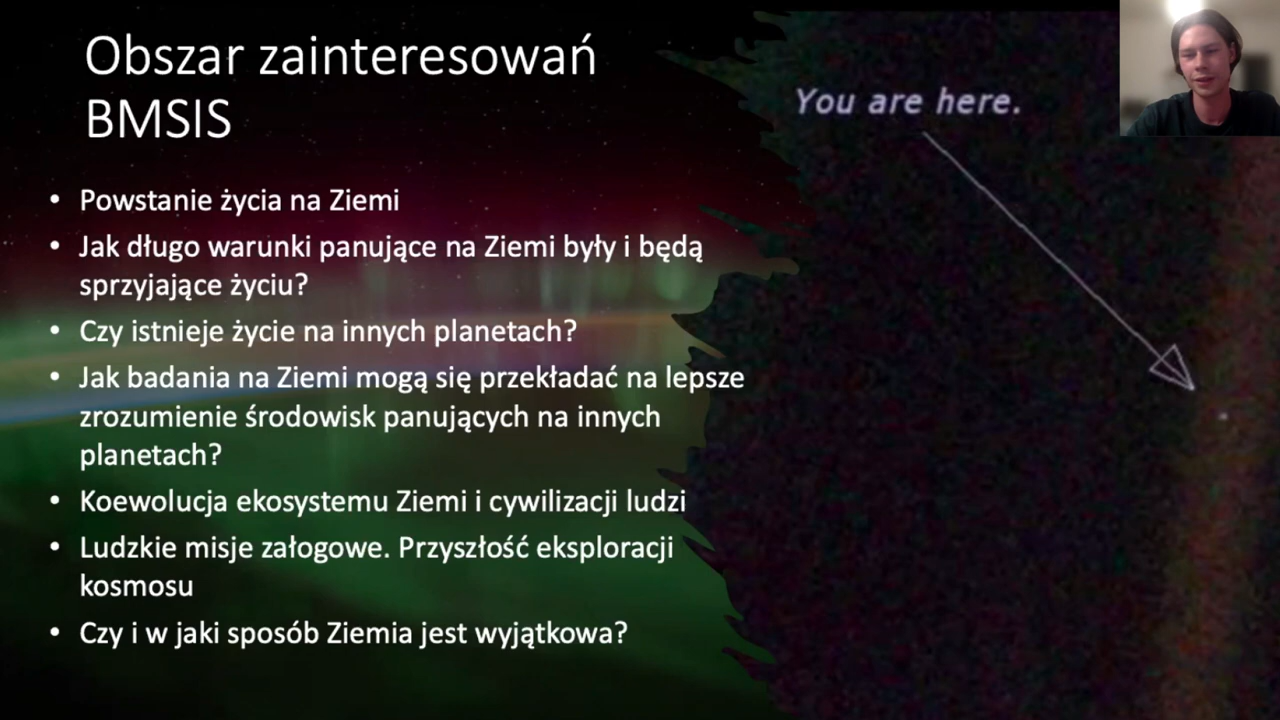 Obszar zainteresowań
BMSIS
You are here.
• Powstanie życia na Ziemi
• Jak długo warunki panujące na Ziemi były i będą
sprzyjające życiu?
• Czy istnieje życie na innych planetach?
• Jak badania na Ziemi mogą się przekładać na lepsze
zrozumienie środowisk panujących na innych
planetach?
• Koewolucja ekosystemu Ziemi i cywilizacji ludzi
• Ludzkie misje załogowe. Przyszłość eksploracji
kosmosu
• Czy i w jaki sposób Ziemia jest wyjątkowa?